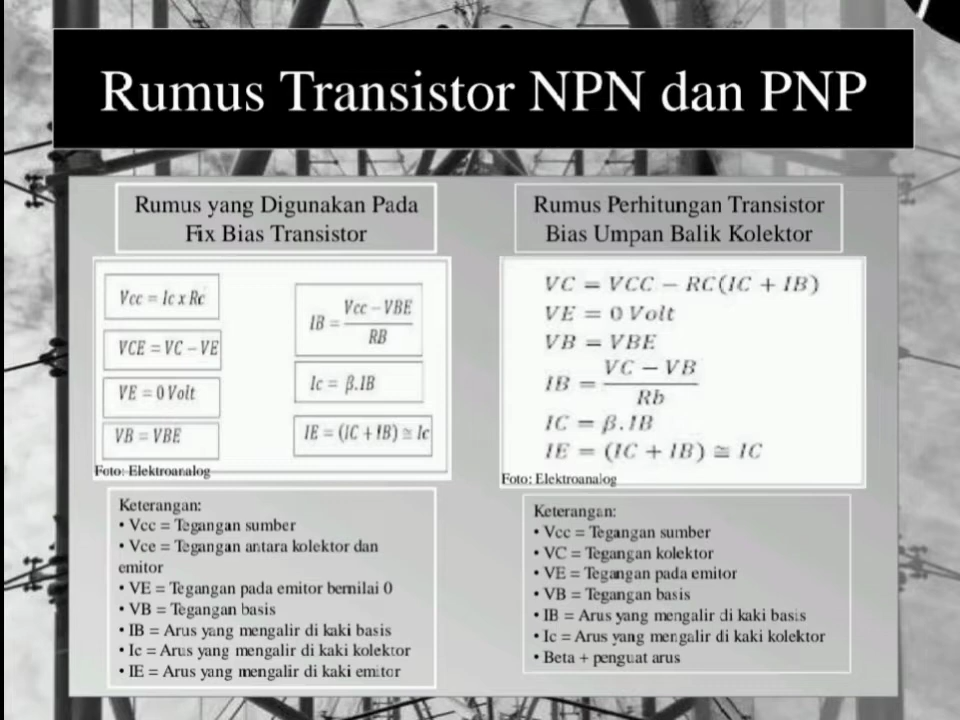 Rumus Transistor NPN dan PNP
Rumus yang Digunakan Pada
Fix Bias Transistor
Vcc = Ic x Rc
VCE = VC – VE
VE = 0 Volt
VB = VBE
IB = (Vcc – VBE) / RB
Ic = β.IB
IE = (IC + IB) ≅ Ic
Foto: Elektroanalog
Keterangan:
• Vcc = Tegangan sumber
• Vce = Tegangan antara kolektor dan
emitor
• VE = Tegangan pada emitor bernilai 0
• VB = Tegangan basis
• IB = Arus yang mengalir di kaki basis
• Ic = Arus yang mengalir di kaki kolektor
• IE = Arus yang mengalir di kaki emitor
Rumus Perhitungan Transistor
Bias Umpan Balik Kolektor
VC = VCC – RC(IC + IB)
VE = 0 Volt
VB = VBE
IB = (VC – VB) / Rb
IC = β.IB
IE = (IC + IB) ≅ IC
Foto: Elektroanalog
Keterangan:
• Vcc = Tegangan sumber
• VC = Tegangan kolektor
• VE = Tegangan pada emitor
• VB = Tegangan basis
• IB = Arus yang mengalir di kaki basis
• Ic = Arus yang mengalir di kaki kolektor
• Beta + penguat arus